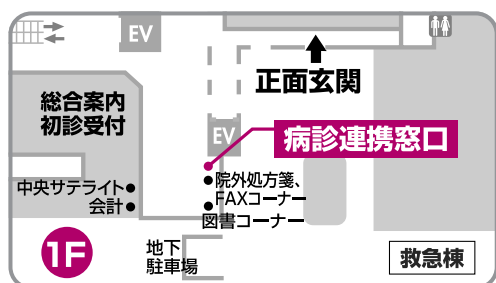 EV
正面玄関
総合案内
初診受付
EV
病診連携窓口
院外処方箋、
FAXコーナー
図書コーナー
中央サテライト
会計
1F
地下
駐車場
救急棟